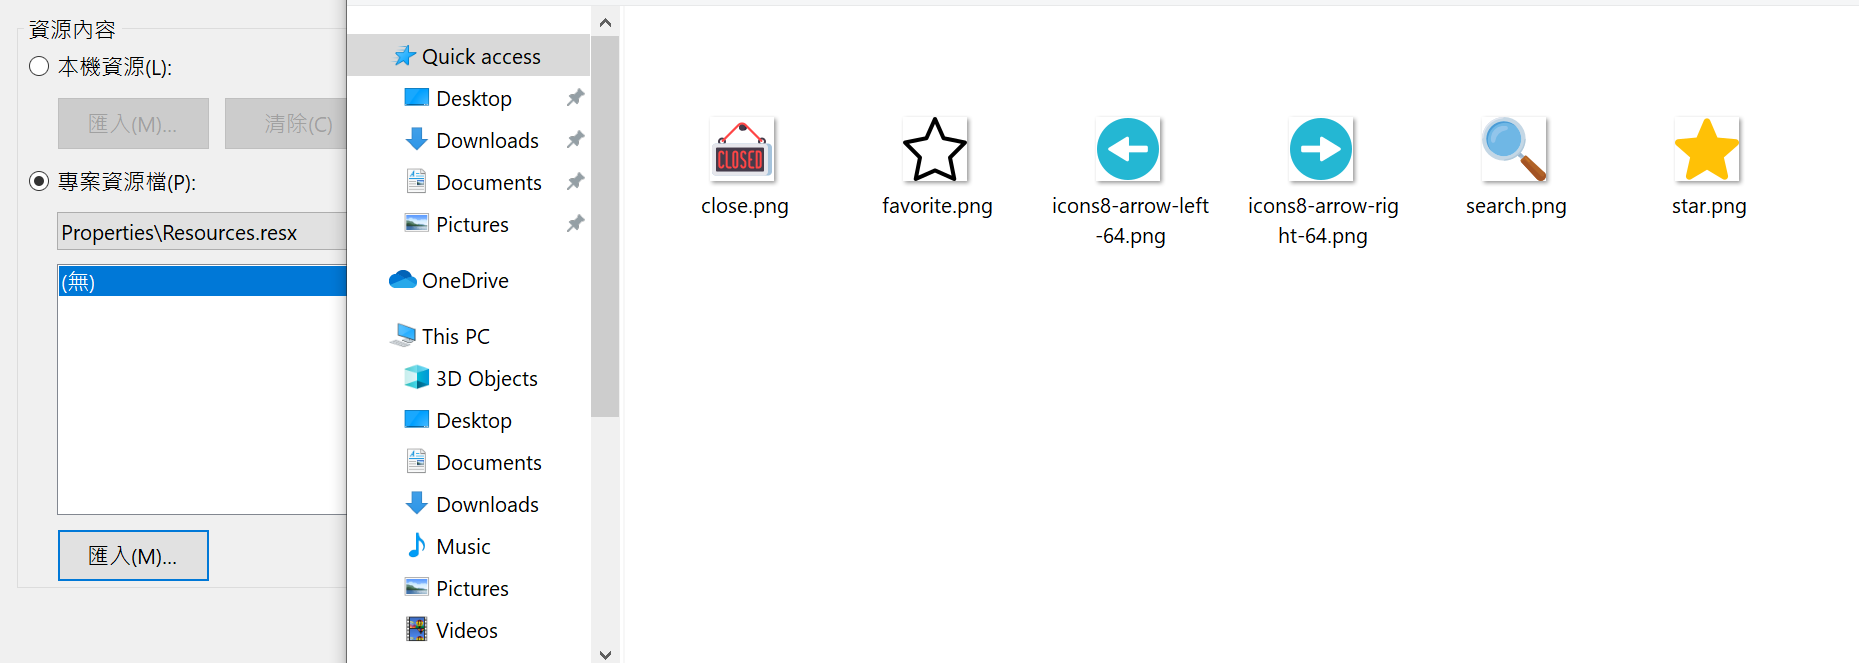 資源內容
本機資源(L):
匯入(M)...
清除(C)
專案資源檔(P):
Properties\Resources.resx
(無)
匯入(M)...
Quick access
Desktop
Downloads
Documents
Pictures
OneDrive
This PC
3D Objects
Desktop
Documents
Downloads
Music
Pictures
Videos
CLOSED
close.png
favorite.png
icons8-arrow-left
-64.png
icons8-arrow-rig
ht-64.png
search.png
star.png